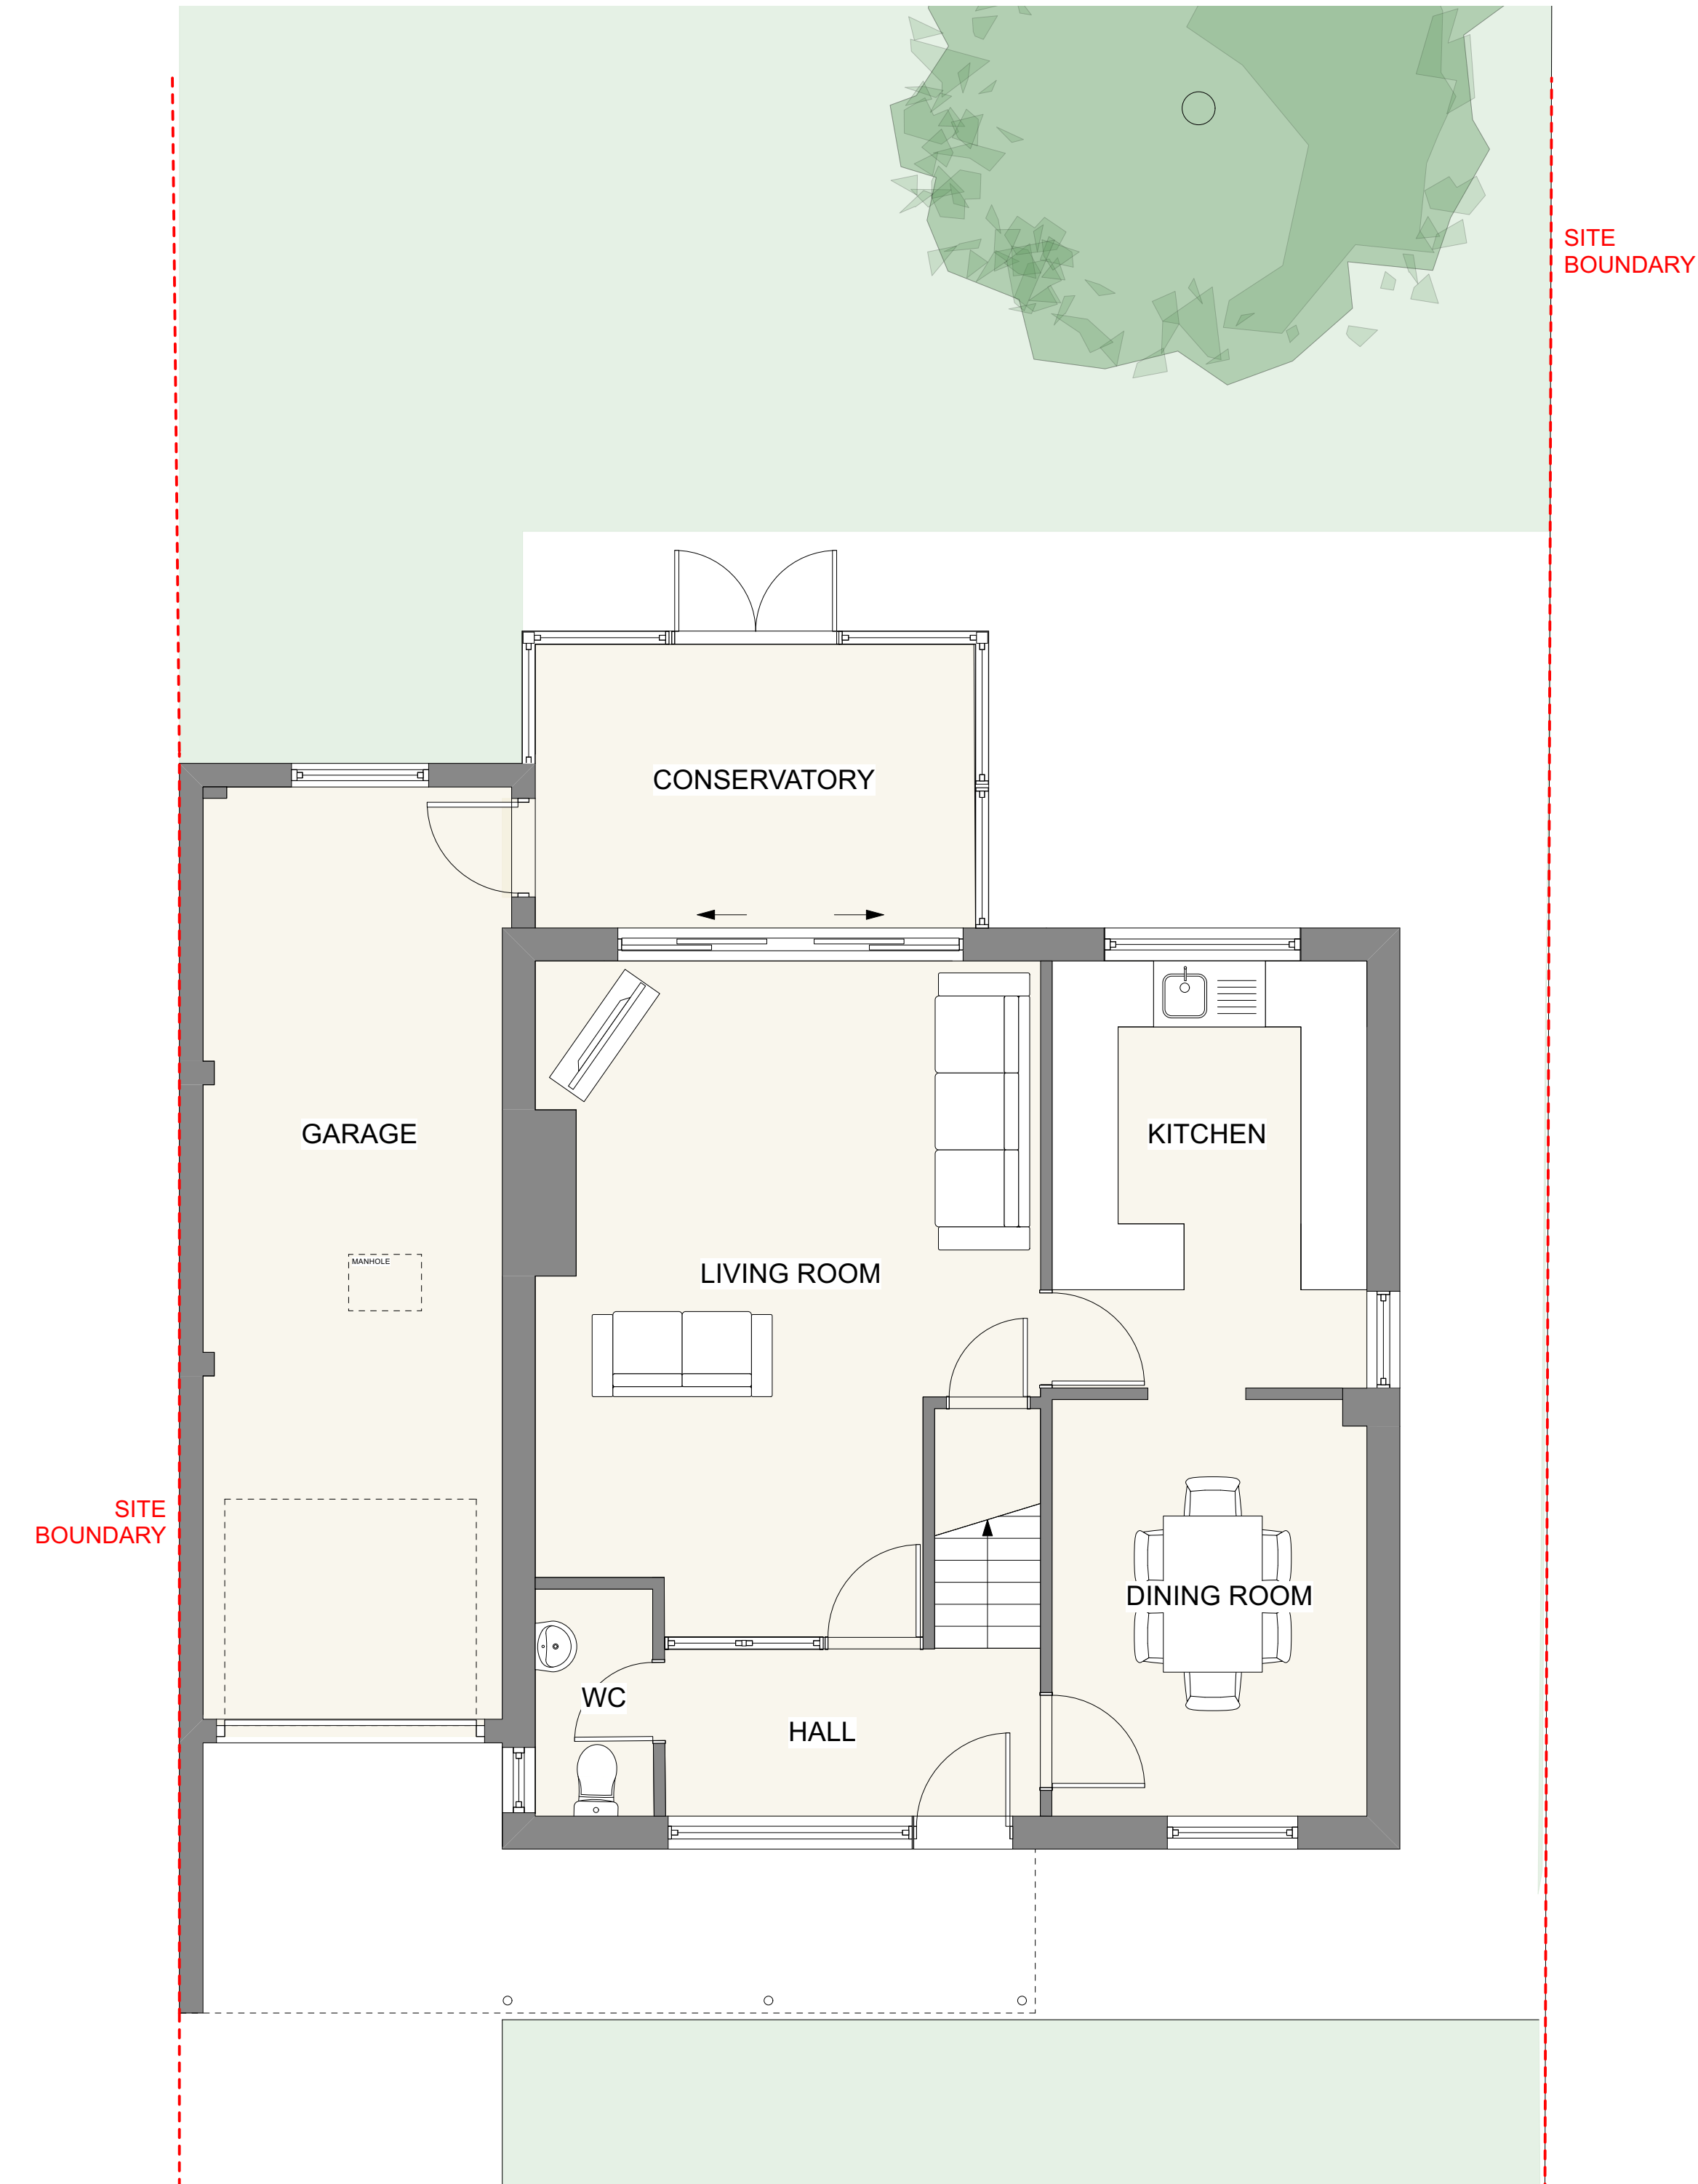 SITE
BOUNDARY
CONSERVATORY
GARAGE
KITCHEN
MANHOLE
LIVING ROOM
SITE
BOUNDARY
DINING ROOM
WC
HALL